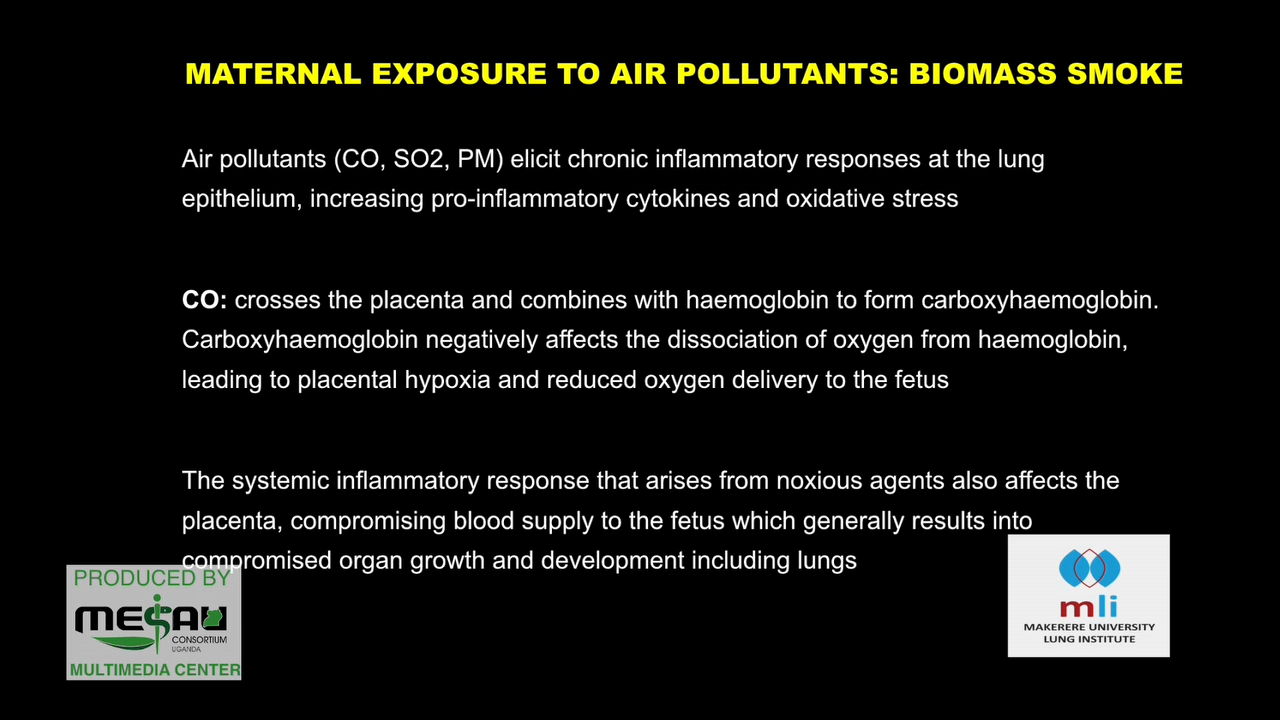 MATERNAL EXPOSURE TO AIR POLLUTANTS: BIOMASS SMOKE
Air pollutants (CO, SO2, PM) elicit chronic inflammatory responses at the lung
epithelium, increasing pro-inflammatory cytokines and oxidative stress
CO: crosses the placenta and combines with haemoglobin to form carboxyhaemoglobin.
Carboxyhaemoglobin negatively affects the dissociation of oxygen from haemoglobin,
leading to placental hypoxia and reduced oxygen delivery to the fetus
The systemic inflammatory response that arises from noxious agents also affects the
placenta, compromising blood supply to the fetus which generally results into
compromised organ growth and development including lungs
PRODUCED BY
MESAU
CONSORTIUM
UGANDA
MULTIMEDIA CENTER
mli
MAKERERE UNIVERSITY
LUNG INSTITUTE